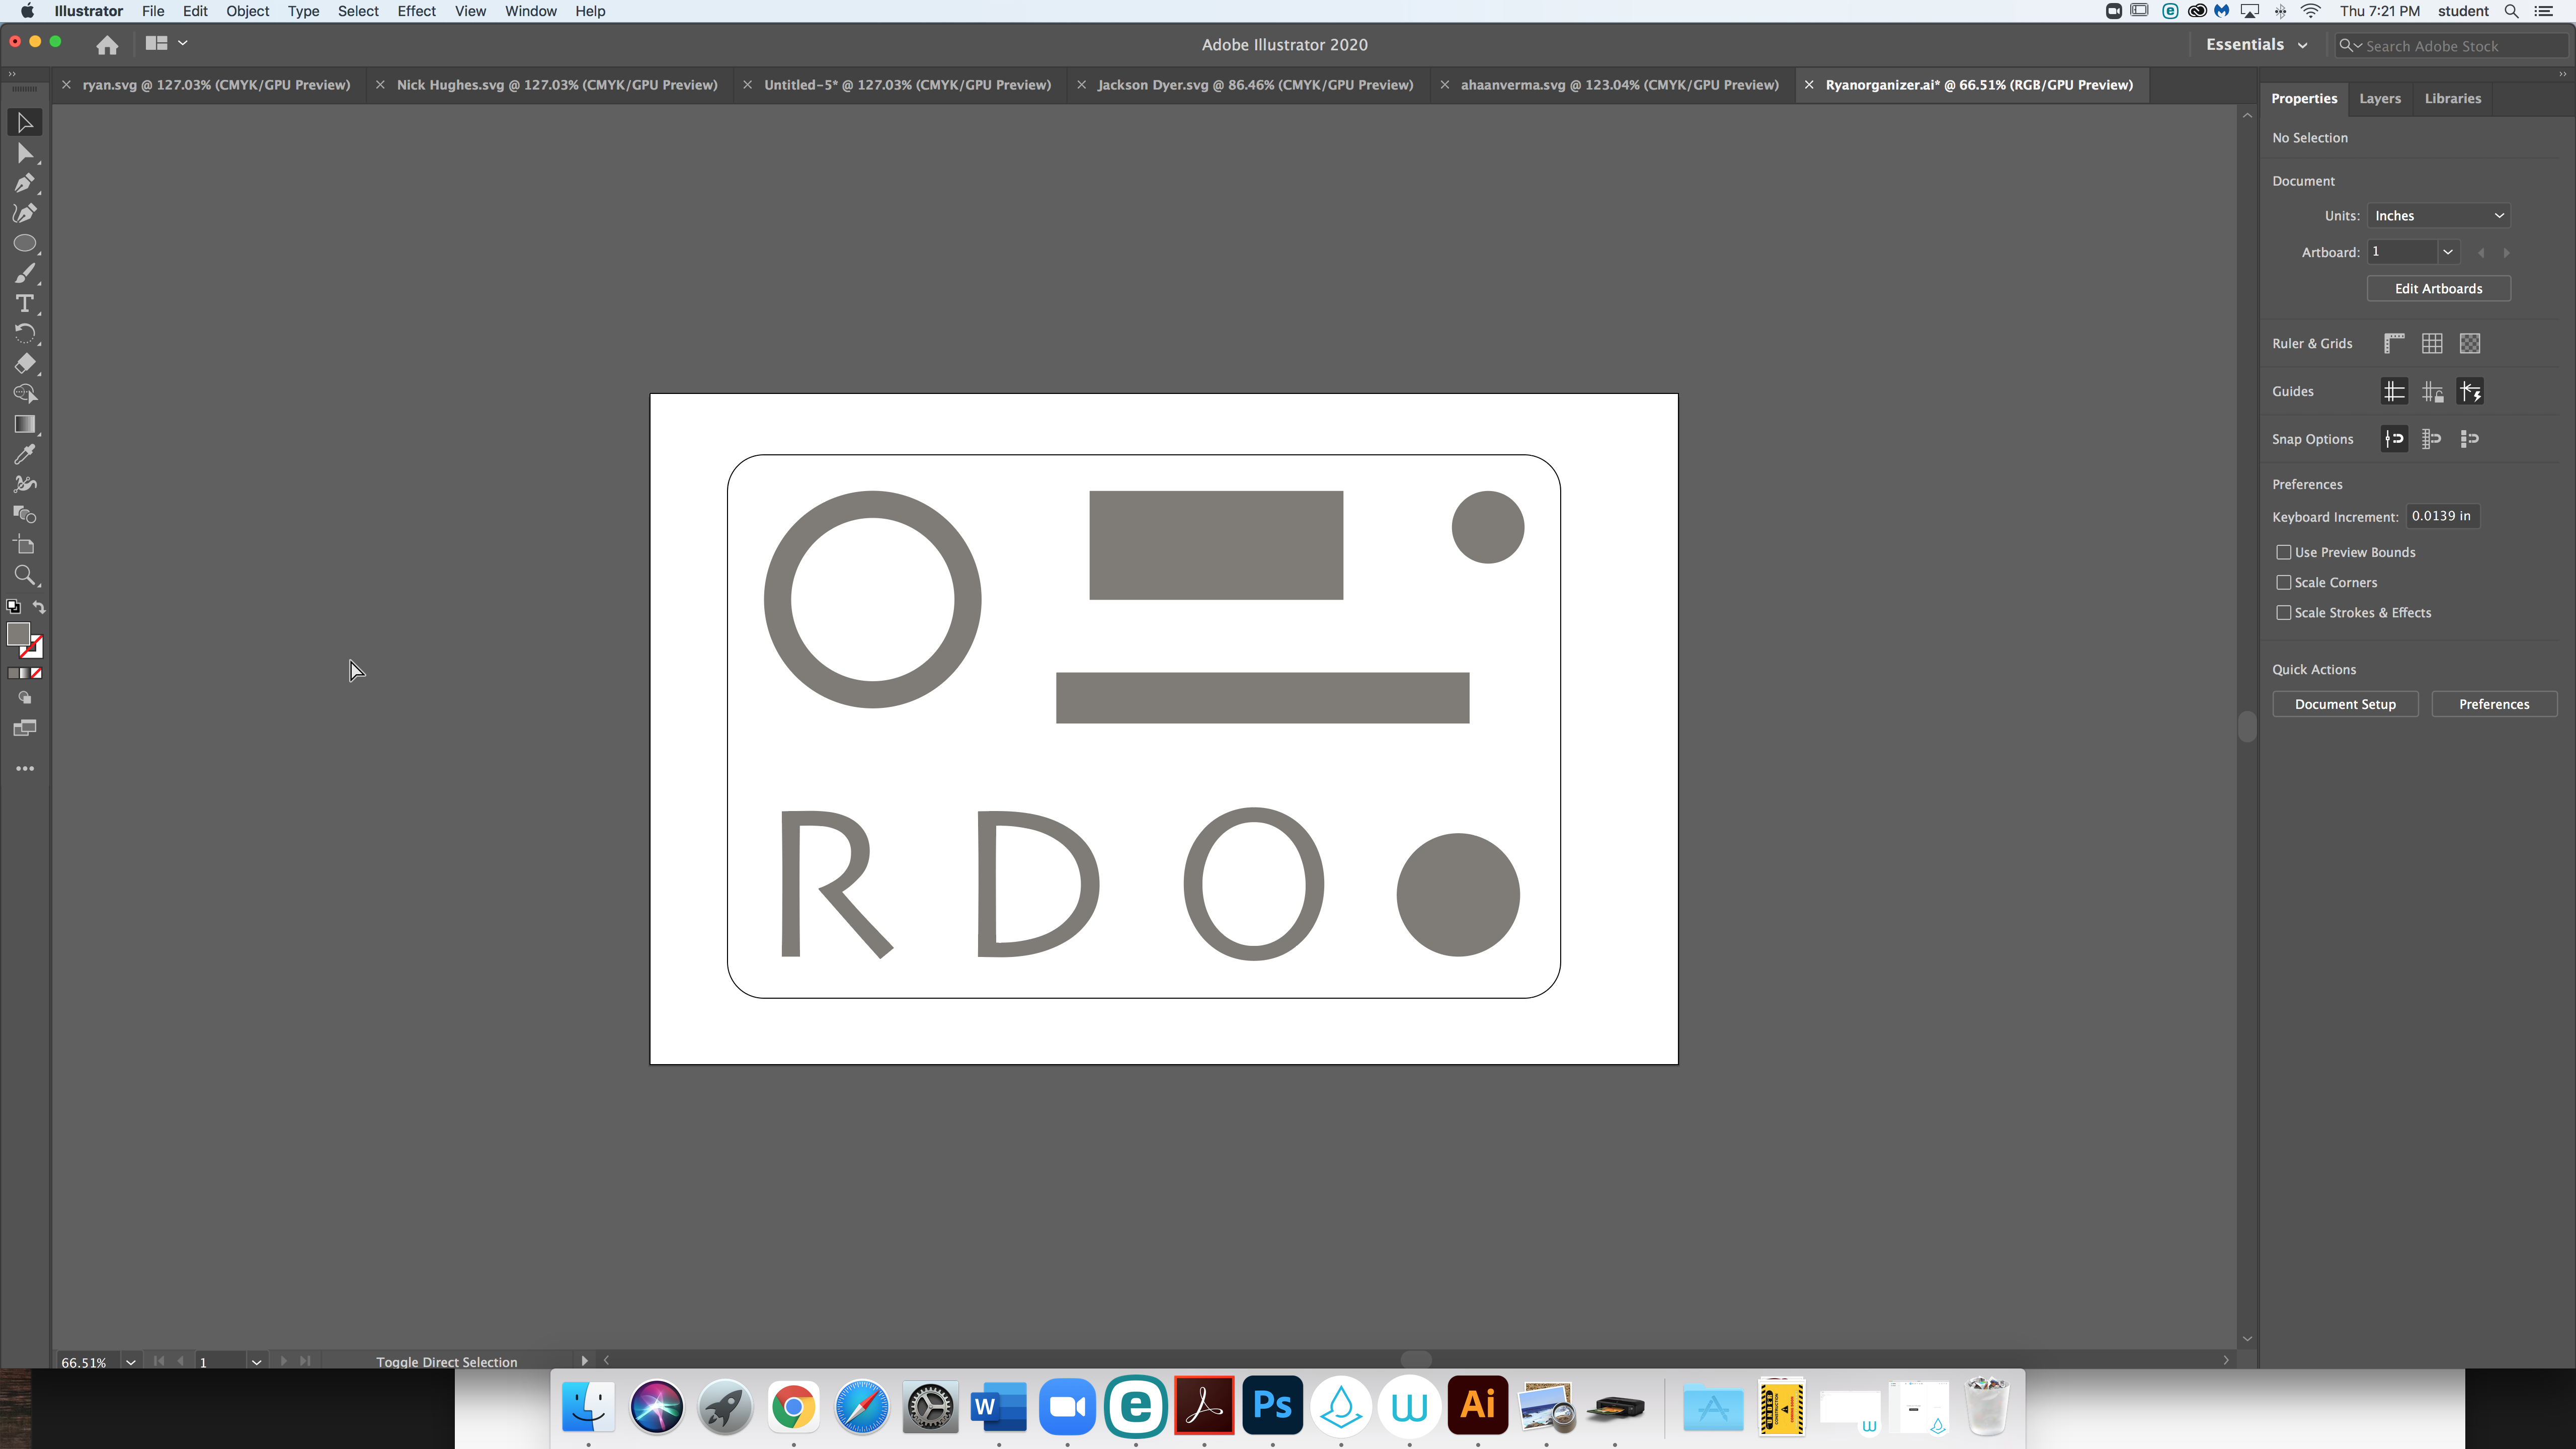 Illustrator File Edit Object Type Select Effect View Window Help Thu 7:21 PM student
Adobe Illustrator 2020 Essentials Search Adobe Stock
ryan.svg @ 127.03% (CMYK/GPU Preview) Nick Hughes.svg @ 127.03% (CMYK/GPU Preview) Untitled-5* @ 127.03% (CMYK/GPU Preview) Jackson Dyer.svg @ 86.46% (CMYK/GPU Preview) ahaanverma.svg @ 123.04% (CMYK/GPU Preview) Ryanorganizer.ai* @ 66.51% (RGB/GPU Preview)
Properties Layers Libraries
No Selection
Document
Units: Inches
Artboard: 1
Edit Artboards
Ruler & Grids
Guides
Snap Options
Preferences
Keyboard Increment: 0.0139 in
Use Preview Bounds
Scale Corners
Scale Strokes & Effects
Quick Actions
Document Setup Preferences
R D O
66.51% 1 Toggle Direct Selection
W e Ps W Ai